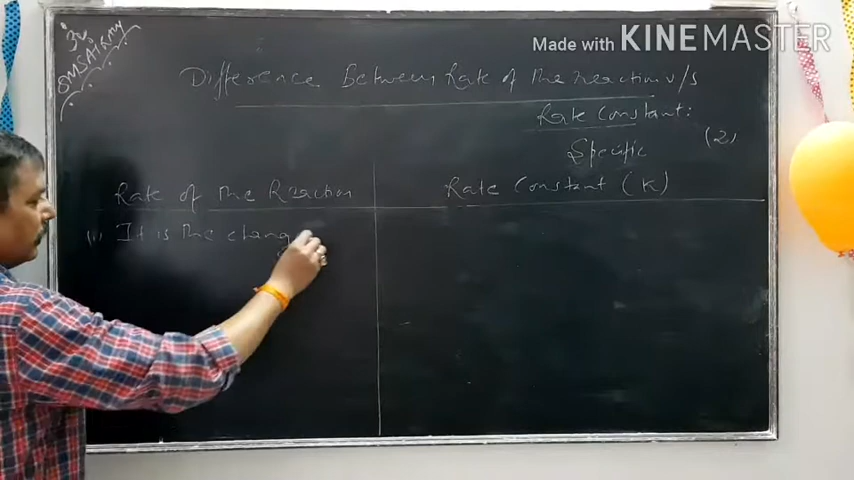 Made with KINEMASTER
SMSATRMY
Difference Between Rate of The reaction v/s
Rate Constant:
Specific (2)
Rate of The Reaction Rate Constant (K)
(1) It is The chang